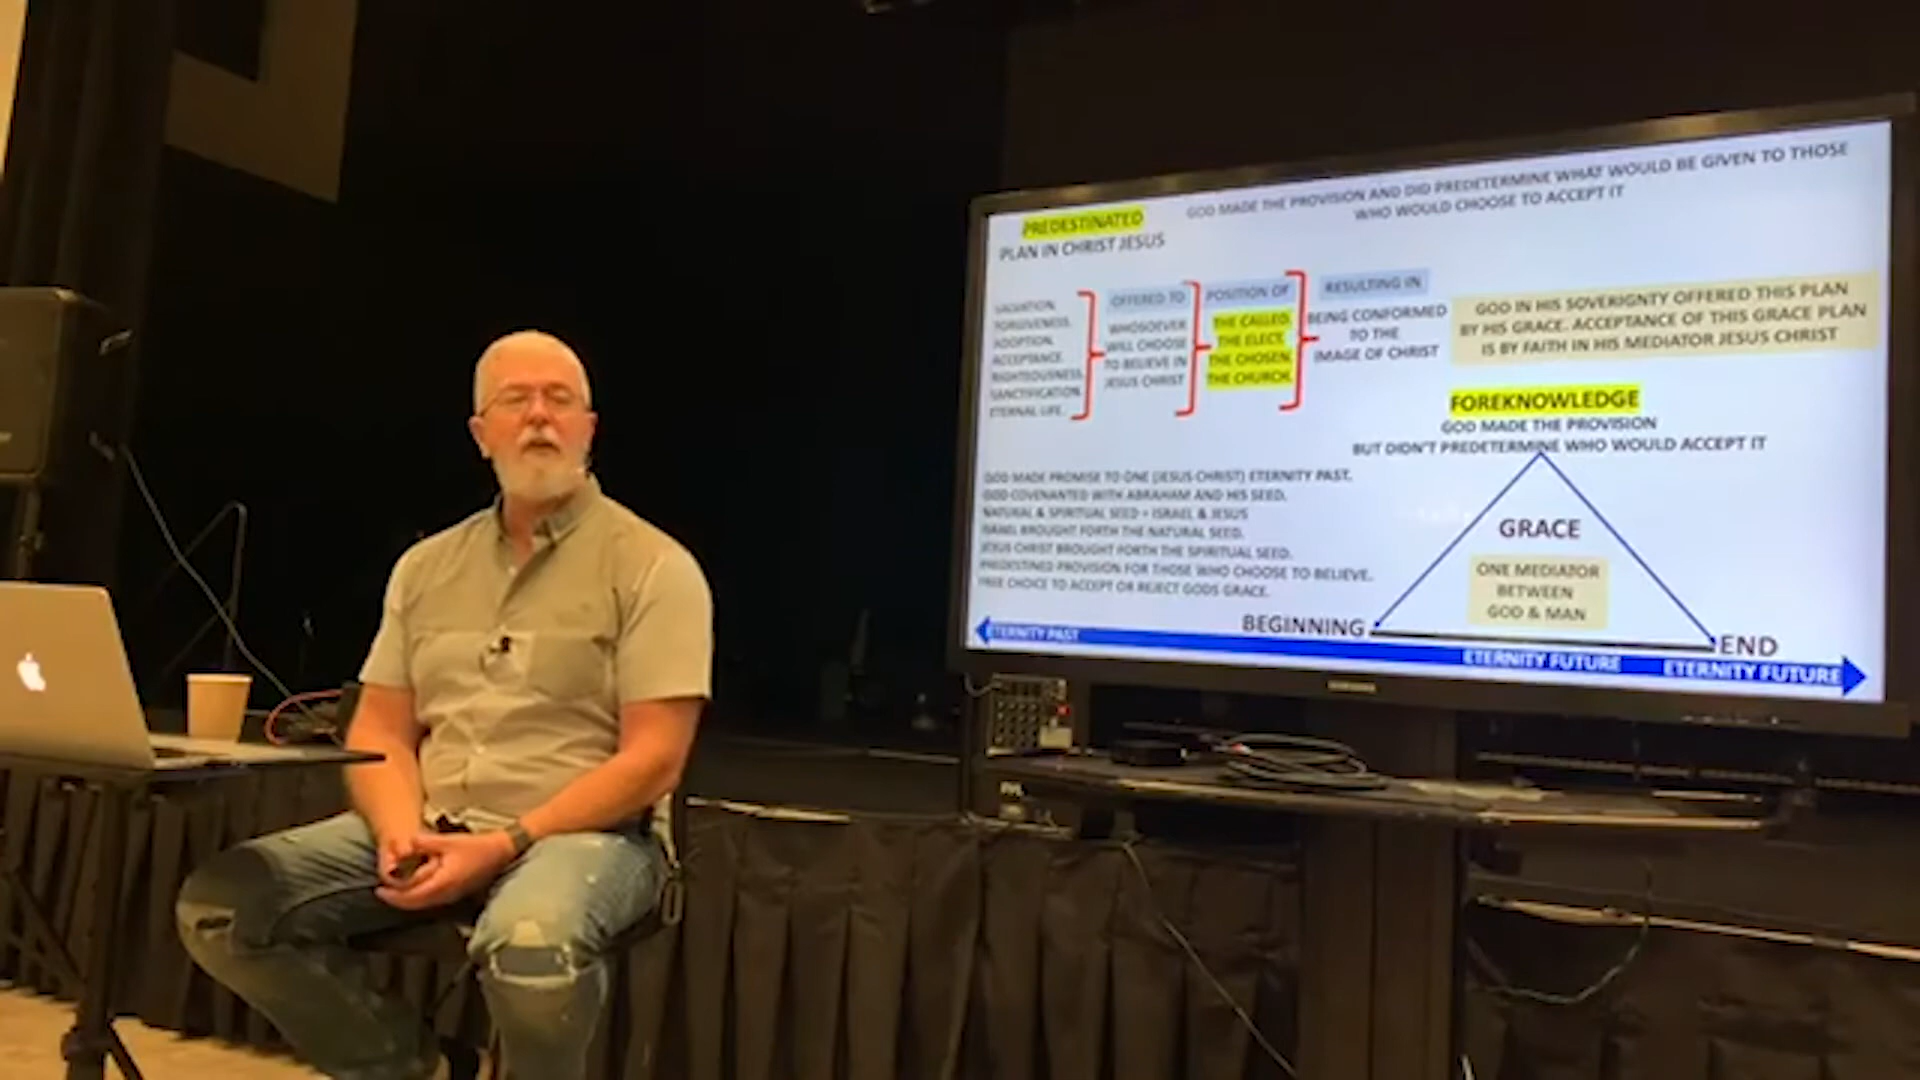 GOD MADE THE PROVISION AND DID PREDETERMINE WHAT WOULD BE GIVEN TO THOSE
WHO WOULD CHOOSE TO ACCEPT IT
PREDESTINATED
PLAN IN CHRIST JESUS
SALVATION,
FORGIVENESS,
ADOPTION,
ACCEPTANCE,
RIGHTEOUSNESS,
SANCTIFICATION,
ETERNAL LIFE.
OFFERED TO
WHOSOEVER
WILL CHOOSE
TO BELIEVE IN
JESUS CHRIST
POSITION OF
THE CALLED,
THE ELECT,
THE CHOSEN,
THE CHURCH,
RESULTING IN
BEING CONFORMED
TO THE
IMAGE OF CHRIST
GOD IN HIS SOVERIGNTY OFFERED THIS PLAN
BY HIS GRACE. ACCEPTANCE OF THIS GRACE PLAN
IS BY FAITH IN HIS MEDIATOR JESUS CHRIST
FOREKNOWLEDGE
GOD MADE THE PROVISION
BUT DIDN'T PREDETERMINE WHO WOULD ACCEPT IT
GOD MADE PROMISE TO ONE (JESUS CHRIST) ETERNITY PAST.
GOD COVENANTED WITH ABRAHAM AND HIS SEED.
NATURAL & SPIRITUAL SEED = ISRAEL & JESUS
ISRAEL BROUGHT FORTH THE NATURAL SEED.
JESUS CHRIST BROUGHT FORTH THE SPIRITUAL SEED.
PREDESTINED PROVISION FOR THOSE WHO CHOOSE TO BELIEVE.
FREE CHOICE TO ACCEPT OR REJECT GODS GRACE.
GRACE
ONE MEDIATOR
BETWEEN
GOD & MAN
BEGINNING
END
ETERNITY PAST
ETERNITY FUTURE
ETERNITY FUTURE
SAMSUNG